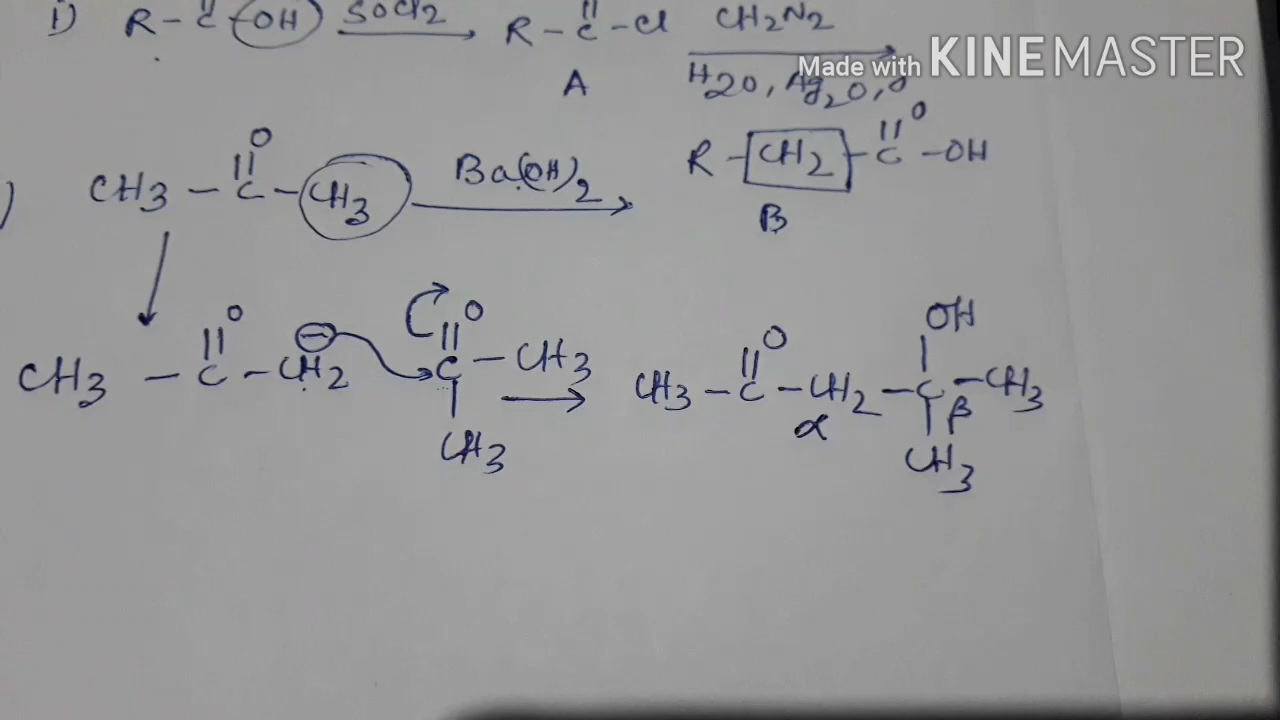 1) R - C - OH SOCl2 R - C - Cl CH2N2
A H2O, Ag2O,
Made with KINEMASTER
) CH3 - C - CH3 Ba(OH)2 R - CH2 - C - OH
O O
B
CH3 - C - CH2 C - CH3 CH3 - C - CH2 - C - CH3
O ⊖ O O α OH β
CH3 CH3